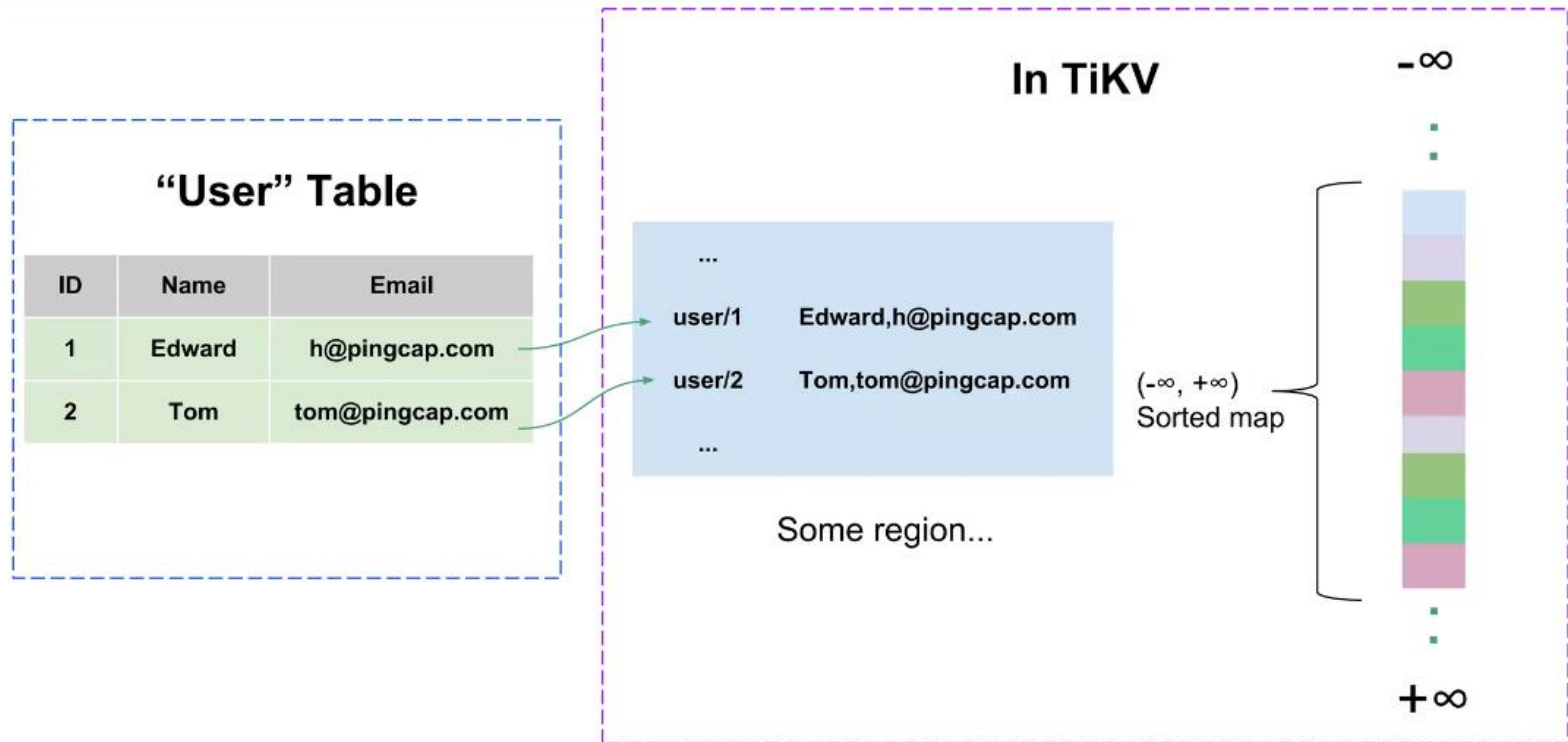 “User” Table
ID Name Email
1 Edward h@pingcap.com
2 Tom tom@pingcap.com
In TiKV
...
user/1 Edward,h@pingcap.com
user/2 Tom,tom@pingcap.com
...
Some region...
(-∞, +∞)
Sorted map
-∞
+∞